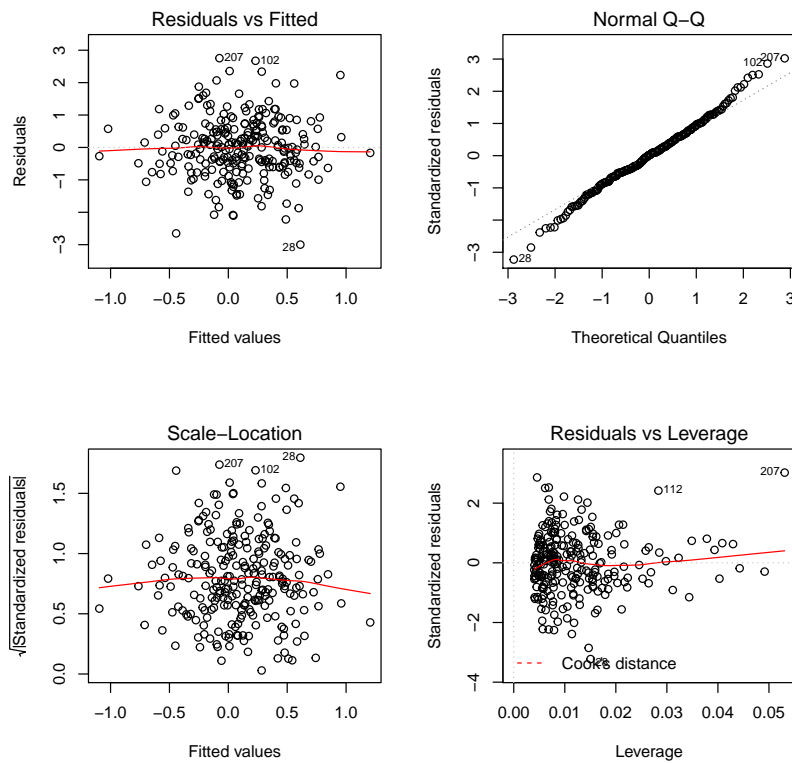 Residuals vs Fitted
Residuals
3
2
1
0
−1
−3
−1.0 −0.5 0.0 0.5 1.0
Fitted values
207
102
28
Normal Q−Q
Standardized residuals
3
2
1
0
−1
−3
−3 −2 −1 0 1 2 3
Theoretical Quantiles
102
207
28
Scale−Location
√|Standardized residuals|
1.5
1.0
0.5
0.0
−1.0 −0.5 0.0 0.5 1.0
Fitted values
28
207
102
Residuals vs Leverage
Standardized residuals
2
0
−2
−4
0.00 0.01 0.02 0.03 0.04 0.05
Leverage
207
112
28
Cook's distance